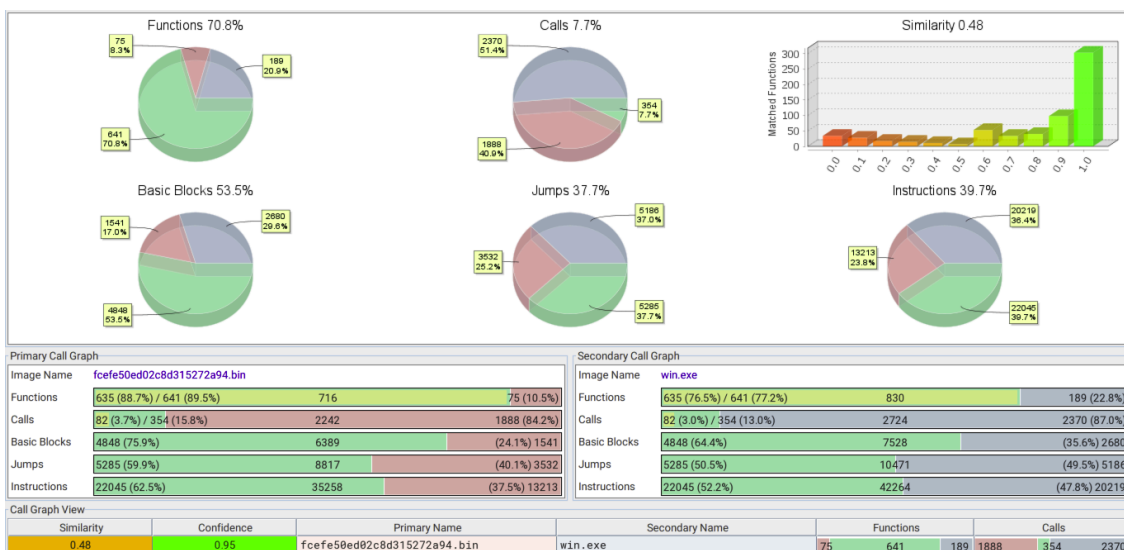 Functions 70.8%
75
8.3%
189
20.9%
641
70.8%
Calls 7.7%
2370
51.4%
354
7.7%
1888
40.9%
Similarity 0.48
Matched Functions
300
250
200
150
100
50
0
0.0 0.1 0.2 0.3 0.4 0.5 0.6 0.7 0.8 0.9 1.0
Basic Blocks 53.5%
1541
17.0%
2680
29.6%
4848
53.5%
Jumps 37.7%
5186
37.0%
3532
25.2%
5285
37.7%
Instructions 39.7%
20219
36.4%
13213
23.8%
22045
39.7%
Primary Call Graph
Image Name fcefe50ed02c8d315272a94.bin
Functions 635 (88.7%) / 641 (89.5%) 716 75 (10.5%)
Calls 82 (3.7%) / 354 (15.8%) 2242 1888 (84.2%)
Basic Blocks 4848 (75.9%) 6389 (24.1%) 1541
Jumps 5285 (59.9%) 8817 (40.1%) 3532
Instructions 22045 (62.5%) 35258 (37.5%) 13213
Secondary Call Graph
Image Name win.exe
Functions 635 (76.5%) / 641 (77.2%) 830 189 (22.8%)
Calls 82 (3.0%) / 354 (13.0%) 2724 2370 (87.0%)
Basic Blocks 4848 (64.4%) 7528 (35.6%) 2680
Jumps 5285 (50.5%) 10471 (49.5%) 5186
Instructions 22045 (52.2%) 42264 (47.8%) 20219
Call Graph View
Similarity Confidence Primary Name Secondary Name Functions Calls
0.48 0.95 fcefe50ed02c8d315272a94.bin win.exe 75 641 189 1888 354 2370